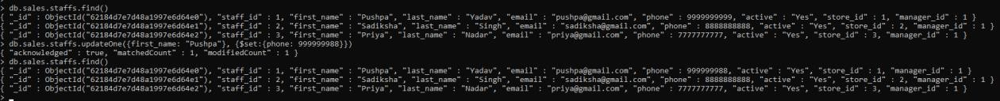 > db.sales.staffs.find()
{ "_id" : ObjectId("62184d7e7d48a1997e6d64e0"), "staff_id" : 1, "first_name" : "Pushpa", "last_name" : "Yadav", "email" : "pushpa@gmail.com", "phone" : 9999999999, "active" : "Yes", "store_id" : 1, "manager_id" : 1 }
{ "_id" : ObjectId("62184d7e7d48a1997e6d64e1"), "staff_id" : 2, "first_name" : "Sadiksha", "last_name" : "Singh", "email" : "sadiksha@gmail.com", "phone" : 8888888888, "active" : "Yes", "store_id" : 2, "manager_id" : 1 }
{ "_id" : ObjectId("62184d7e7d48a1997e6d64e2"), "staff_id" : 3, "first_name" : "Priya", "last_name" : "Nadar", "email" : "priya@gmail.com", "phone" : 7777777777, "active" : "Yes", "store_id" : 3, "manager_id" : 1 }
> db.sales.staffs.updateOne({first_name: "Pushpa"}, {$set:{phone: 999999988}})
{ "acknowledged" : true, "matchedCount" : 1, "modifiedCount" : 1 }
> db.sales.staffs.find()
{ "_id" : ObjectId("62184d7e7d48a1997e6d64e0"), "staff_id" : 1, "first_name" : "Pushpa", "last_name" : "Yadav", "email" : "pushpa@gmail.com", "phone" : 999999988, "active" : "Yes", "store_id" : 1, "manager_id" : 1 }
{ "_id" : ObjectId("62184d7e7d48a1997e6d64e1"), "staff_id" : 2, "first_name" : "Sadiksha", "last_name" : "Singh", "email" : "sadiksha@gmail.com", "phone" : 8888888888, "active" : "Yes", "store_id" : 2, "manager_id" : 1 }
{ "_id" : ObjectId("62184d7e7d48a1997e6d64e2"), "staff_id" : 3, "first_name" : "Priya", "last_name" : "Nadar", "email" : "priya@gmail.com", "phone" : 7777777777, "active" : "Yes", "store_id" : 3, "manager_id" : 1 }
>